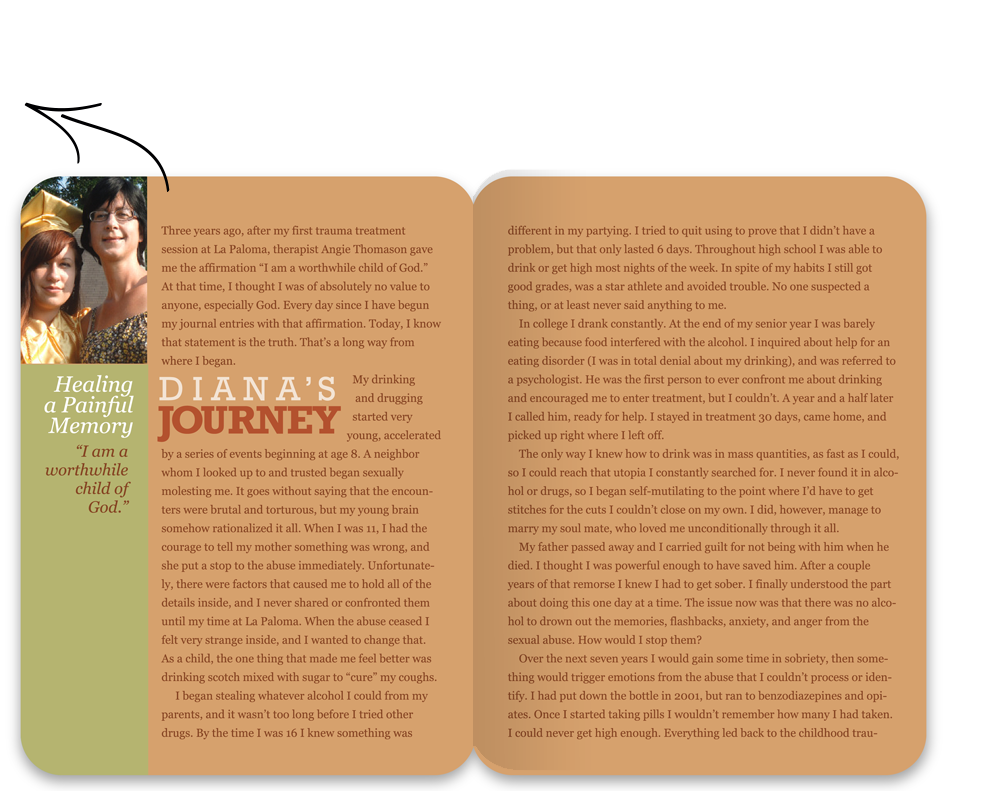 Healing
a Painful
Memory
“I am a
worthwhile
child of
God.”
Three years ago, after my first trauma treatment
session at La Paloma, therapist Angie Thomason gave
me the affirmation “I am a worthwhile child of God.”
At that time, I thought I was of absolutely no value to
anyone, especially God. Every day since I have begun
my journal entries with that affirmation. Today, I know
that statement is the truth. That’s a long way from
where I began.
DIANA’S
JOURNEY
My drinking
and drugging
started very
young, accelerated
by a series of events beginning at age 8. A neighbor
whom I looked up to and trusted began sexually
molesting me. It goes without saying that the encoun-
ters were brutal and torturous, but my young brain
somehow rationalized it all. When I was 11, I had the
courage to tell my mother something was wrong, and
she put a stop to the abuse immediately. Unfortunate-
ly, there were factors that caused me to hold all of the
details inside, and I never shared or confronted them
until my time at La Paloma. When the abuse ceased I
felt very strange inside, and I wanted to change that.
As a child, the one thing that made me feel better was
drinking scotch mixed with sugar to “cure” my coughs.
I began stealing whatever alcohol I could from my
parents, and it wasn’t too long before I tried other
drugs. By the time I was 16 I knew something was
different in my partying. I tried to quit using to prove that I didn’t have a
problem, but that only lasted 6 days. Throughout high school I was able to
drink or get high most nights of the week. In spite of my habits I still got
good grades, was a star athlete and avoided trouble. No one suspected a
thing, or at least never said anything to me.
In college I drank constantly. At the end of my senior year I was barely
eating because food interfered with the alcohol. I inquired about help for an
eating disorder (I was in total denial about my drinking), and was referred to
a psychologist. He was the first person to ever confront me about drinking
and encouraged me to enter treatment, but I couldn’t. A year and a half later
I called him, ready for help. I stayed in treatment 30 days, came home, and
picked up right where I left off.
The only way I knew how to drink was in mass quantities, as fast as I could,
so I could reach that utopia I constantly searched for. I never found it in alco-
hol or drugs, so I began self-mutilating to the point where I’d have to get
stitches for the cuts I couldn’t close on my own. I did, however, manage to
marry my soul mate, who loved me unconditionally through it all.
My father passed away and I carried guilt for not being with him when he
died. I thought I was powerful enough to have saved him. After a couple
years of that remorse I knew I had to get sober. I finally understood the part
about doing this one day at a time. The issue now was that there was no alco-
hol to drown out the memories, flashbacks, anxiety, and anger from the
sexual abuse. How would I stop them?
Over the next seven years I would gain some time in sobriety, then some-
thing would trigger emotions from the abuse that I couldn’t process or iden-
tify. I had put down the bottle in 2001, but ran to benzodiazepines and opi-
ates. Once I started taking pills I wouldn’t remember how many I had taken.
I could never get high enough. Everything led back to the childhood trau-